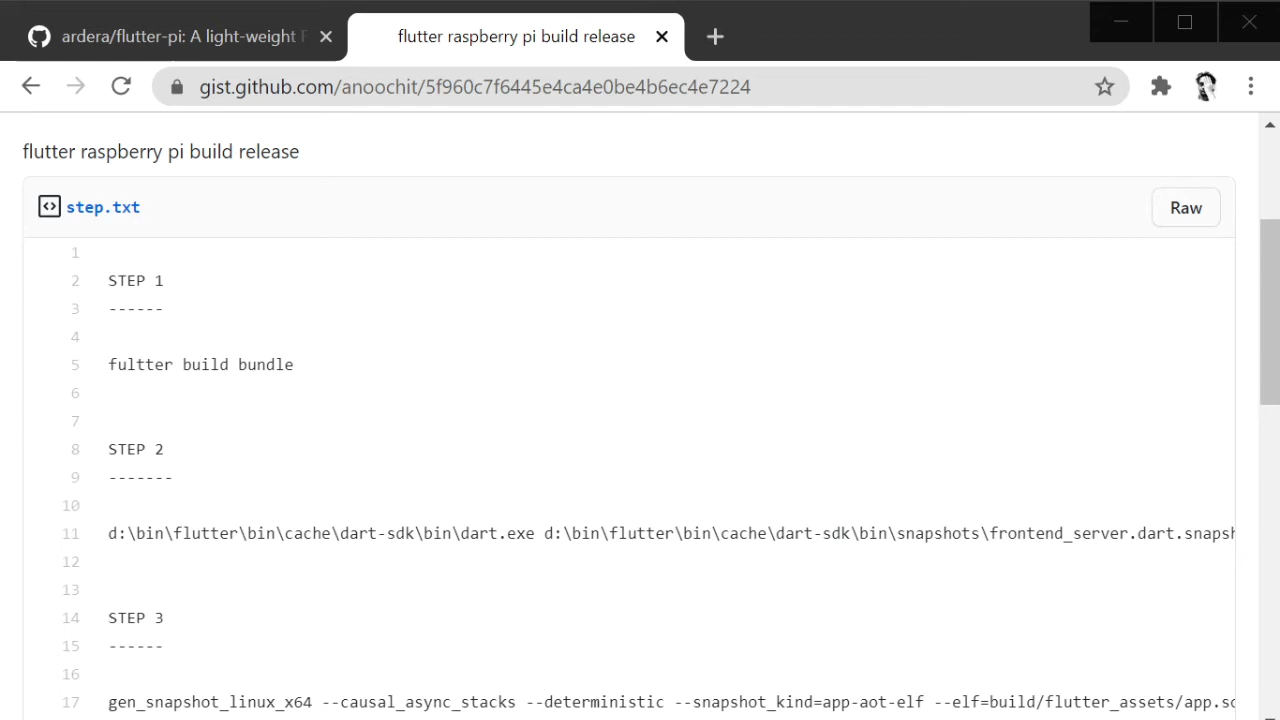 ardera/flutter-pi: A light-weight F
flutter raspberry pi build release
gist.github.com/anoochit/5f960c7f6445e4ca4e0be4b6ec4e7224
flutter raspberry pi build release
step.txt
Raw
1
2 STEP 1
3 ------
4
5 fultter build bundle
6
7
8 STEP 2
9 -------
10
11 d:\bin\flutter\bin\cache\dart-sdk\bin\dart.exe d:\bin\flutter\bin\cache\dart-sdk\bin\snapshots\frontend_server.dart.snapsh
12
13
14 STEP 3
15 ------
16
17 gen_snapshot_linux_x64 --causal_async_stacks --deterministic --snapshot_kind=app-aot-elf --elf=build/flutter_assets/app.so